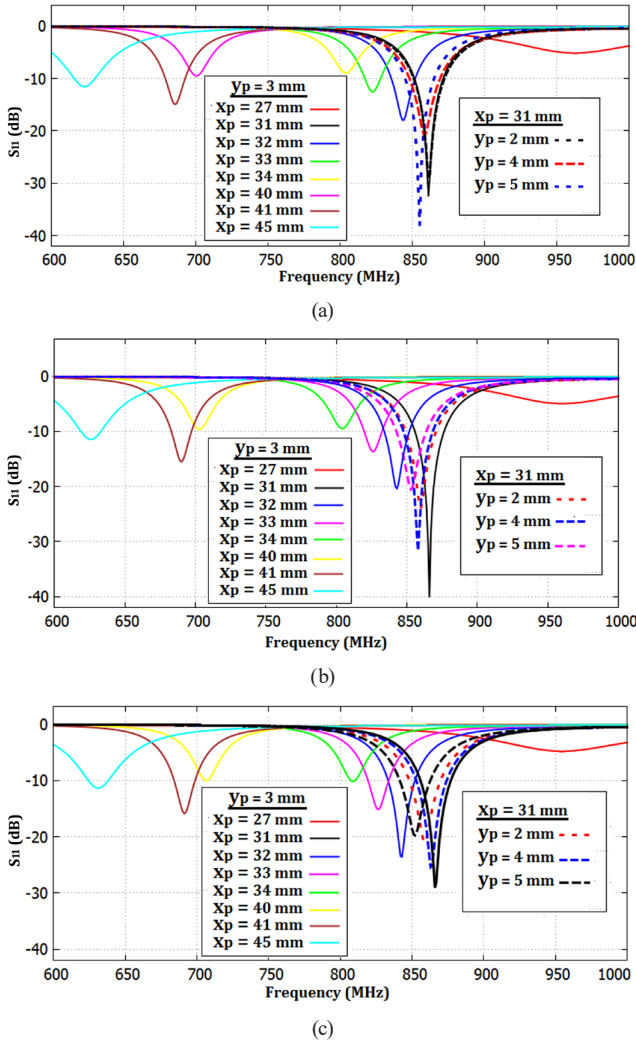 0
-10
-20
-30
-40
S11 (dB)
yp = 3 mm
Xp = 27 mm
Xp = 31 mm
Xp = 32 mm
Xp = 33 mm
Xp = 34 mm
Xp = 40 mm
Xp = 41 mm
Xp = 45 mm
Xp = 31 mm
yp = 2 mm
yp = 4 mm
yp = 5 mm
600 650 700 750 800 850 900 950 1000
Frequency (MHz)
(a)
0
-10
-20
-30
-40
S11 (dB)
yp = 3 mm
Xp = 27 mm
Xp = 31 mm
Xp = 32 mm
Xp = 33 mm
Xp = 34 mm
Xp = 40 mm
Xp = 41 mm
Xp = 45 mm
Xp = 31 mm
yp = 2 mm
yp = 4 mm
yp = 5 mm
600 650 700 750 800 850 900 950 1000
Frequency (MHz)
(b)
0
-10
-20
-30
-40
S11 (dB)
yp = 3 mm
Xp = 27 mm
Xp = 31 mm
Xp = 32 mm
Xp = 33 mm
Xp = 34 mm
Xp = 40 mm
Xp = 41 mm
Xp = 45 mm
Xp = 31 mm
yp = 2 mm
yp = 4 mm
yp = 5 mm
600 650 700 750 800 850 900 950 1000
Frequency (MHz)
(c)